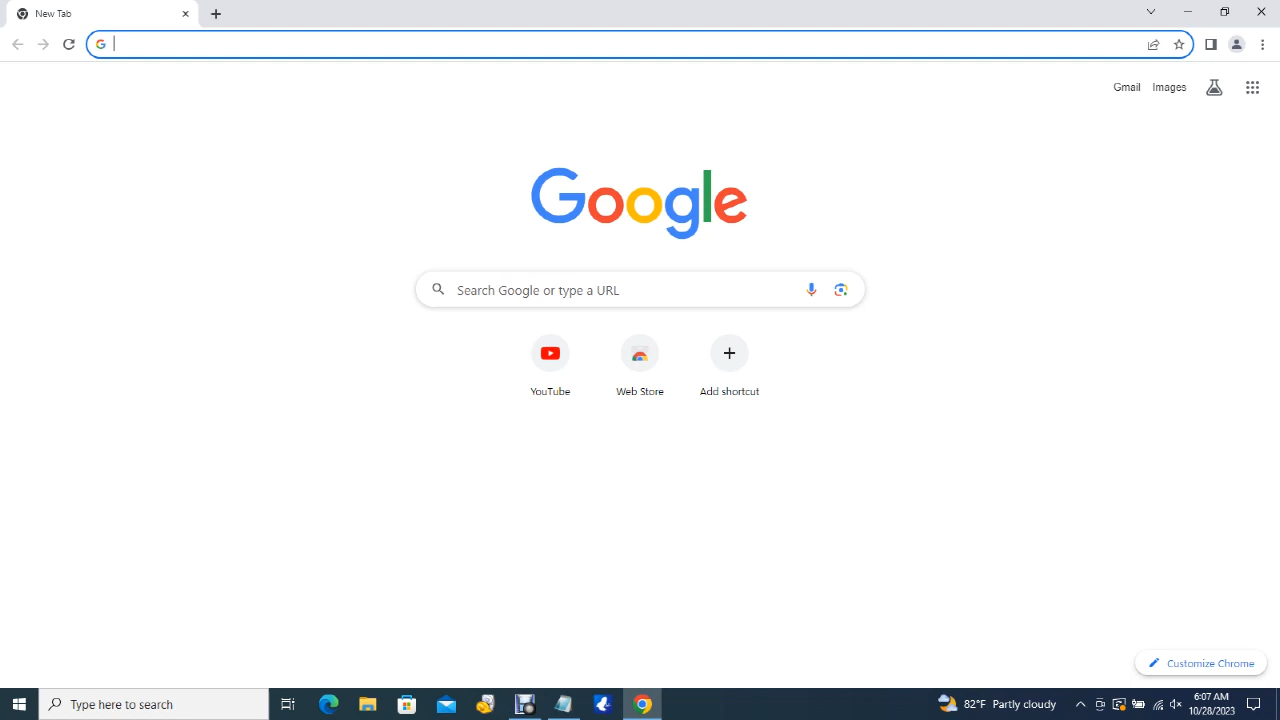 New Tab
Gmail Images
Google
Search Google or type a URL
YouTube
Web Store
Add shortcut
Customize Chrome
Type here to search
82°F Partly cloudy
6:07 AM
10/28/2023